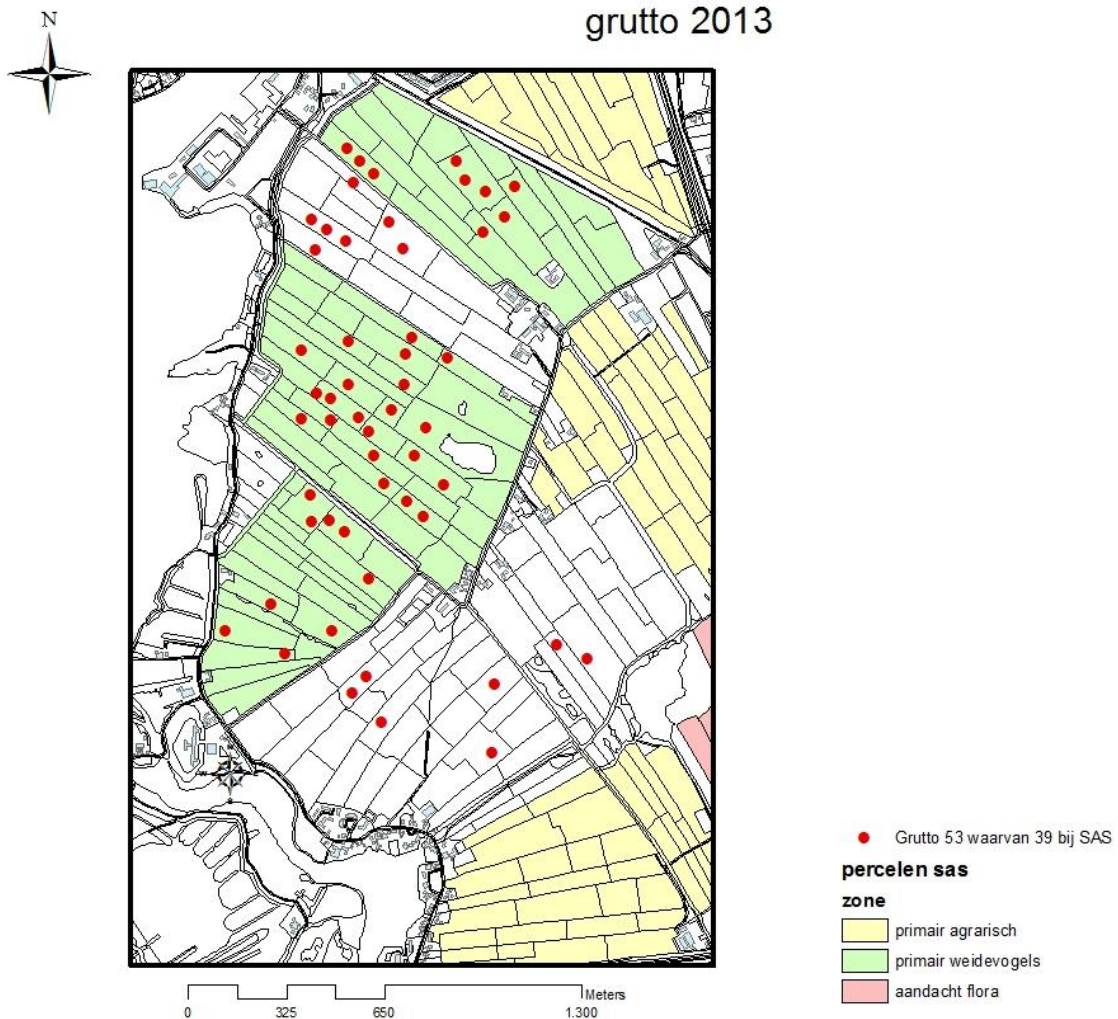 grutto 2013
N
Grutto 53 waarvan 39 bij SAS
percelen sas
zone
primair agrarisch
primair weidevogels
aandacht flora
Meters
0 325 650 1.300